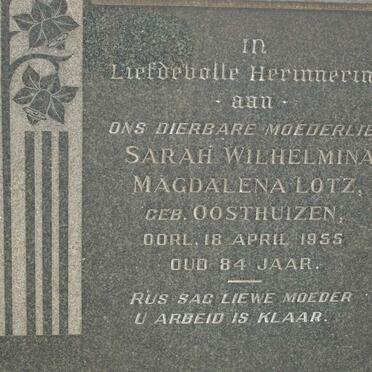 In
Liefdevolle Herinnerin
· aan ·
ONS DIERBARE MOEDERLIE
SARAH WILHELMINA
MAGDALENA LOTZ,
GEB. OOSTHUIZEN,
OORL. 18 APRIL 1955
OUD 84 JAAR.
RUS SAG LIEWE MOEDER
U ARBEID IS KLAAR.